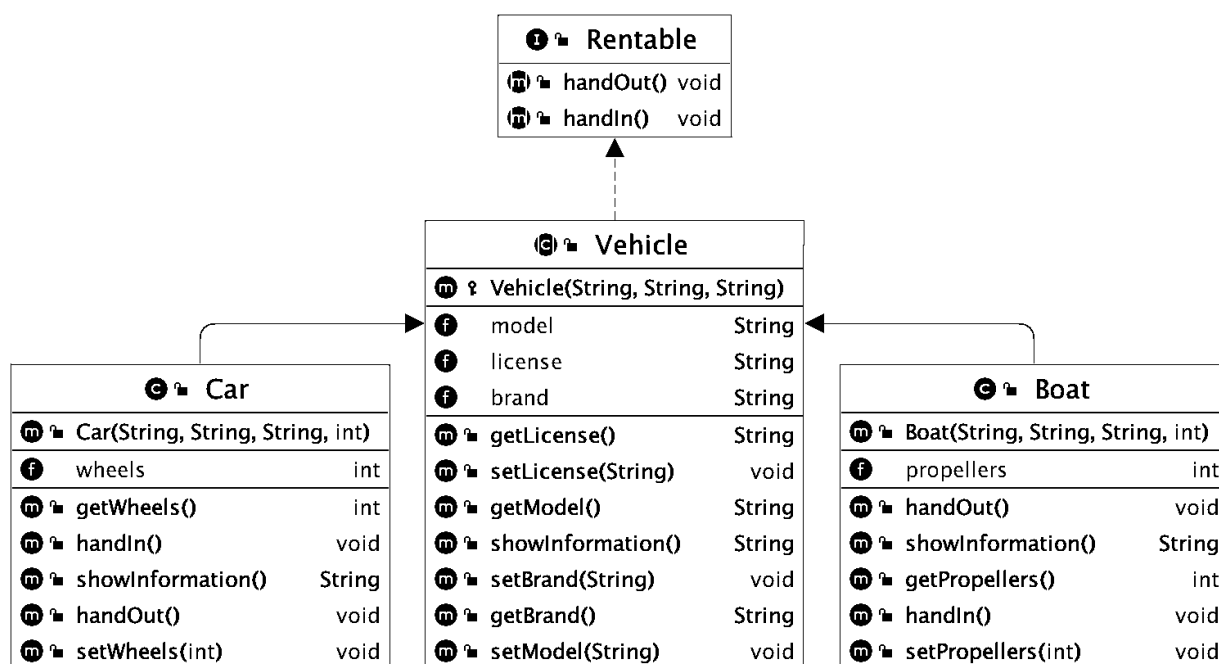 Rentable
handOut() void
handIn() void
Vehicle
Vehicle(String, String, String)
model String
license String
brand String
getLicense() String
setLicense(String) void
getModel() String
showInformation() String
setBrand(String) void
getBrand() String
setModel(String) void
Car
Car(String, String, String, int)
wheels int
getWheels() int
handIn() void
showInformation() String
handOut() void
setWheels(int) void
Boat
Boat(String, String, String, int)
propellers int
handOut() void
showInformation() String
getPropellers() int
handIn() void
setPropellers(int) void